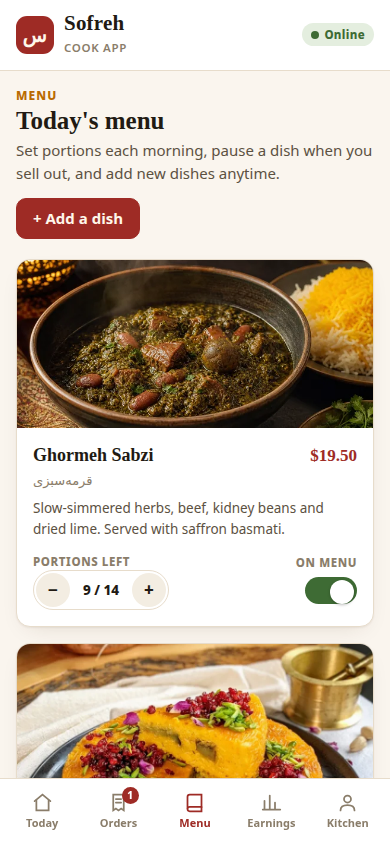 س
Sofreh
COOK APP
Online
MENU
Today's menu
Set portions each morning, pause a dish when you
sell out, and add new dishes anytime.
+ Add a dish
Ghormeh Sabzi
$19.50
قرمه‌سبزی
Slow-simmered herbs, beef, kidney beans and
dried lime. Served with saffron basmati.
PORTIONS LEFT
ON MENU
− 9 / 14 +
1
Today Orders Menu Earnings Kitchen